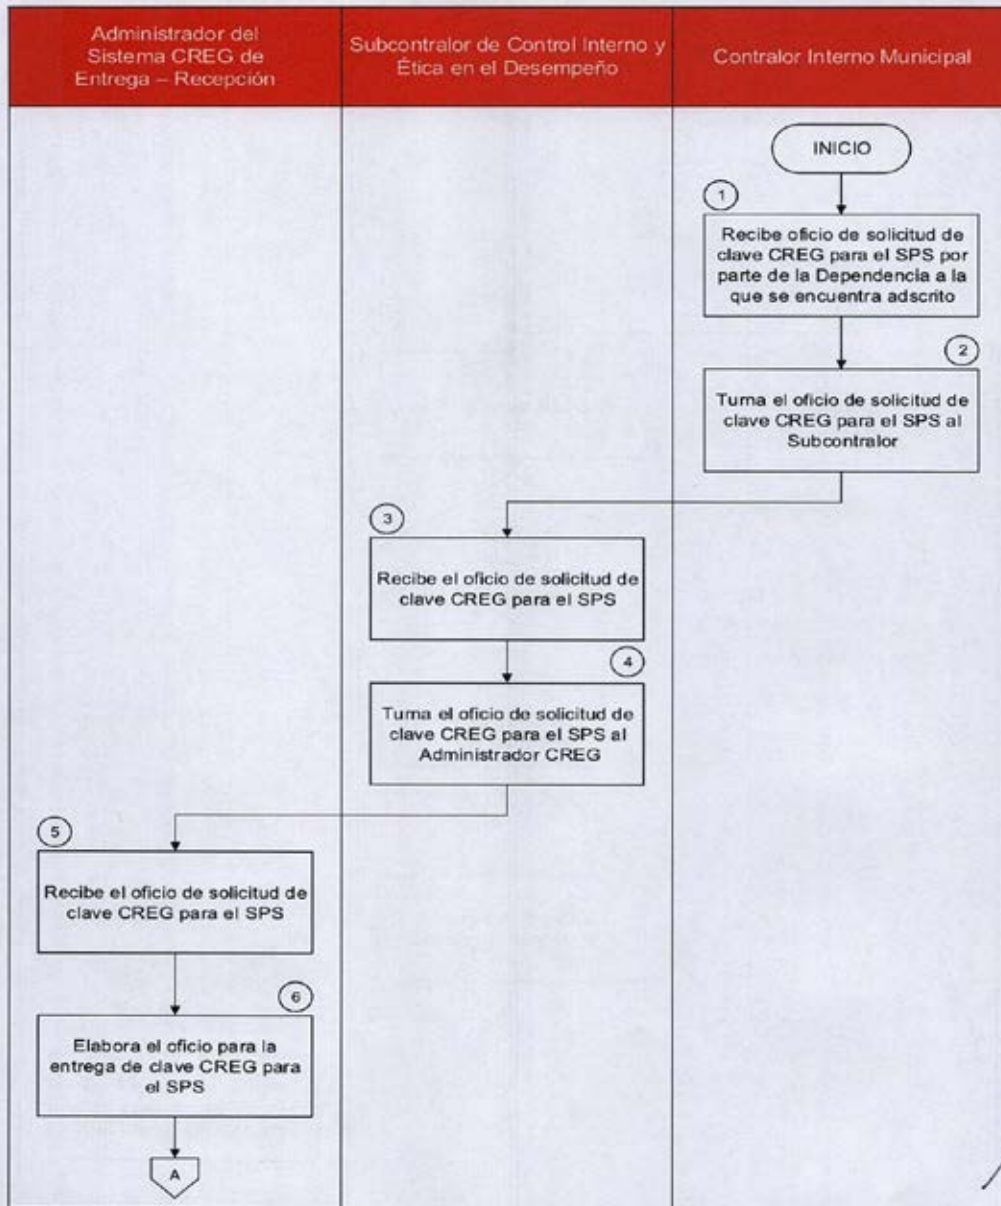 Administrador del
Sistema CREG de
Entrega – Recepción
Subcontralor de Control Interno y
Ética en el Desempeño
Contralor Interno Municipal
INICIO
1
Recibe oficio de solicitud de
clave CREG para el SPS por
parte de la Dependencia a la
que se encuentra adscrito
2
Turna el oficio de solicitud de
clave CREG para el SPS al
Subcontralor
3
Recibe el oficio de solicitud de
clave CREG para el SPS
4
Turna el oficio de solicitud de
clave CREG para el SPS al
Administrador CREG
5
Recibe el oficio de solicitud de
clave CREG para el SPS
6
Elabora el oficio para la
entrega de clave CREG para
el SPS
A